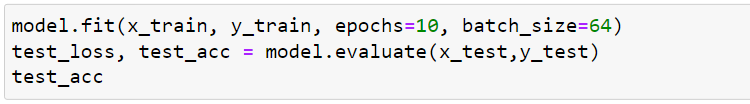 model.fit(x_train, y_train, epochs=10, batch_size=64)
test_loss, test_acc = model.evaluate(x_test,y_test)
test_acc